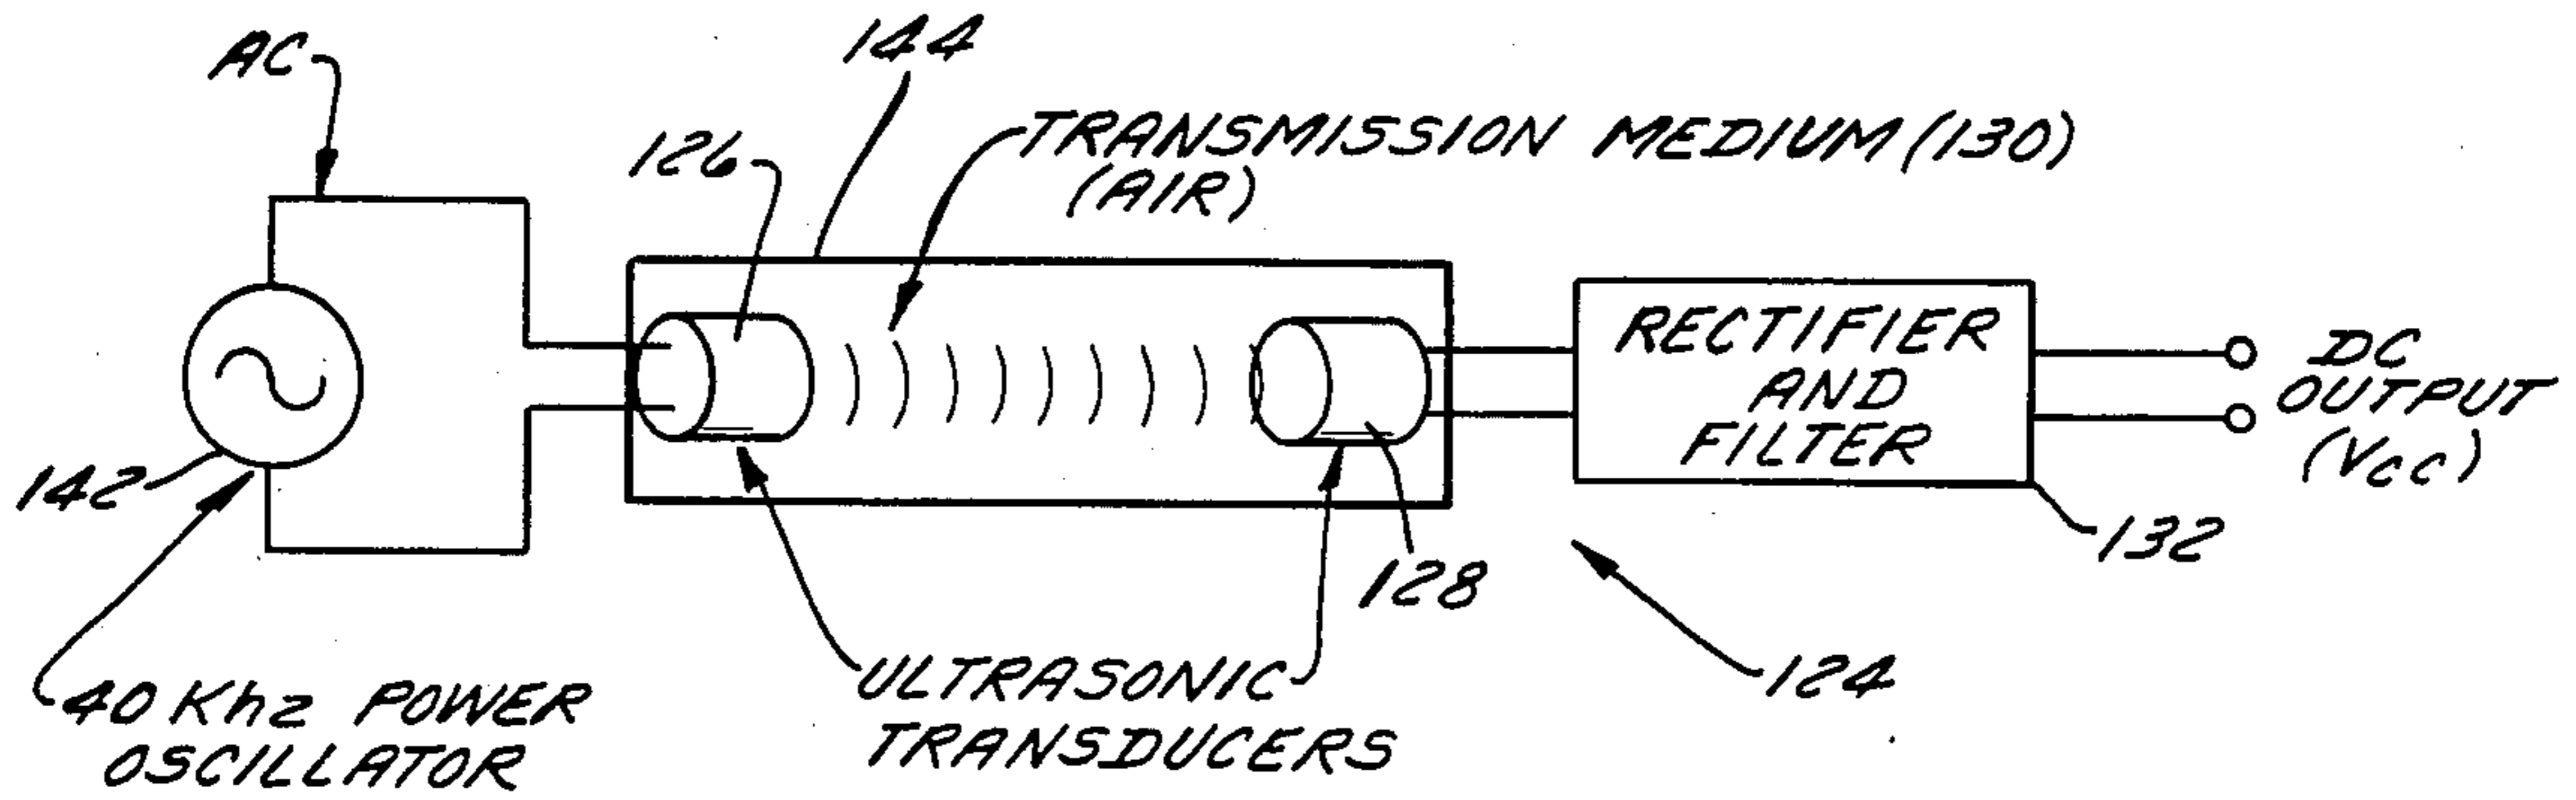 AC
144
126
TRANSMISSION MEDIUM (130)
(AIR)
RECTIFIER
AND
FILTER
DC
OUTPUT
(VCC)
142
132
128
40 Khz POWER
OSCILLATOR
ULTRASONIC
TRANSDUCERS
124